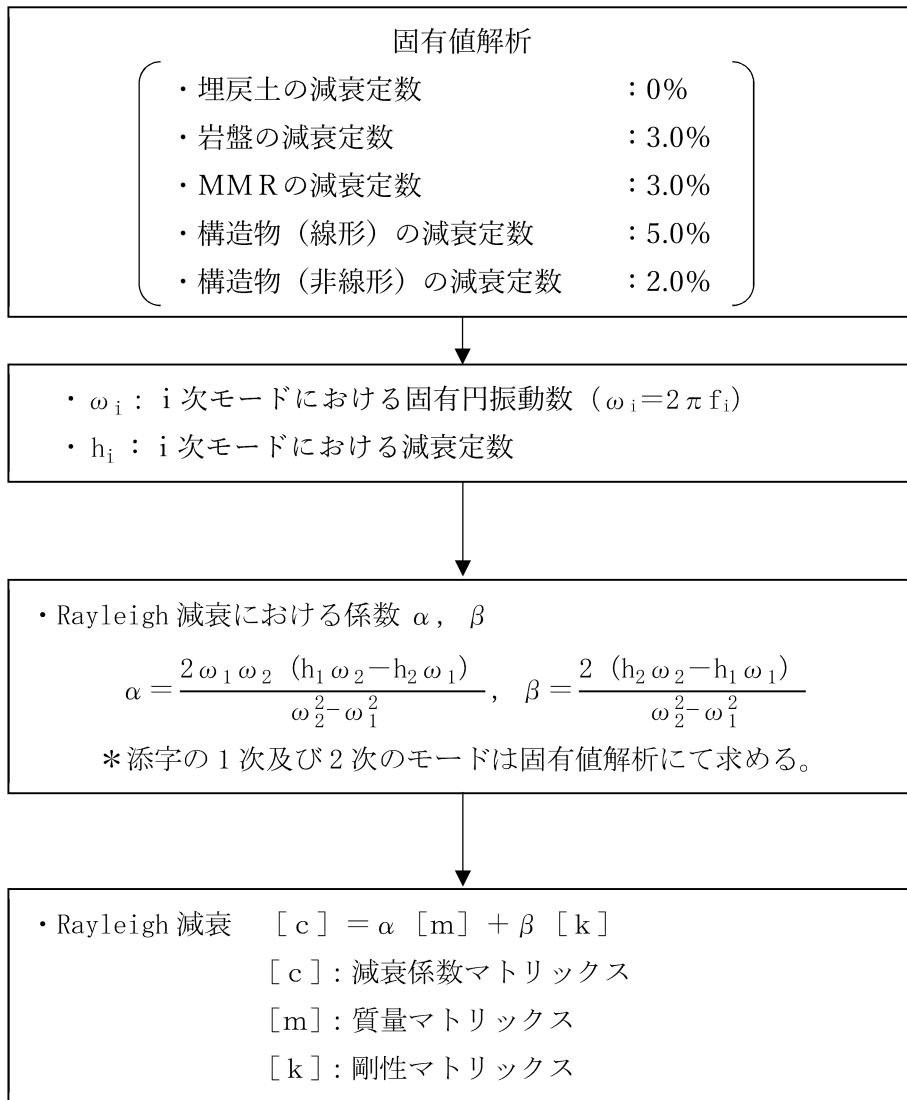 固有値解析
・埋戻土の減衰定数　：0%
・岩盤の減衰定数　：3.0%
・MMRの減衰定数　：3.0%
・構造物（線形）の減衰定数　：5.0%
・構造物（非線形）の減衰定数　：2.0%
・ω_i：i次モードにおける固有円振動数（ω_i＝2πf_i）
・h_i：i次モードにおける減衰定数
・Rayleigh減衰における係数 α，β
α＝2ω_1ω_2（h_1ω_2－h_2ω_1）/（ω_2^2－ω_1^2），β＝2（h_2ω_2－h_1ω_1）/（ω_2^2－ω_1^2）
＊添字の1次及び2次のモードは固有値解析にて求める。
・Rayleigh減衰　［c］＝α［m］＋β［k］
［c］：減衰係数マトリックス
［m］：質量マトリックス
［k］：剛性マトリックス